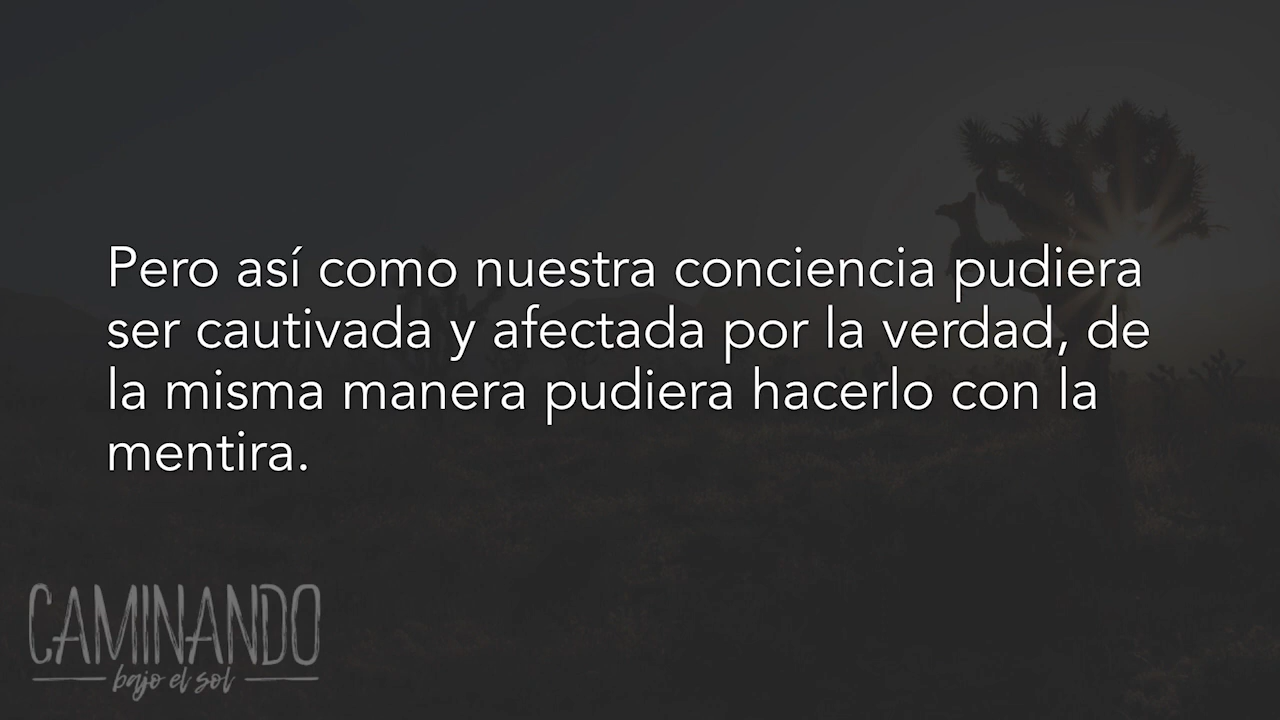 Pero así como nuestra conciencia pudiera
ser cautivada y afectada por la verdad, de
la misma manera pudiera hacerlo con la
mentira.
CAMINANDO
bajo el sol